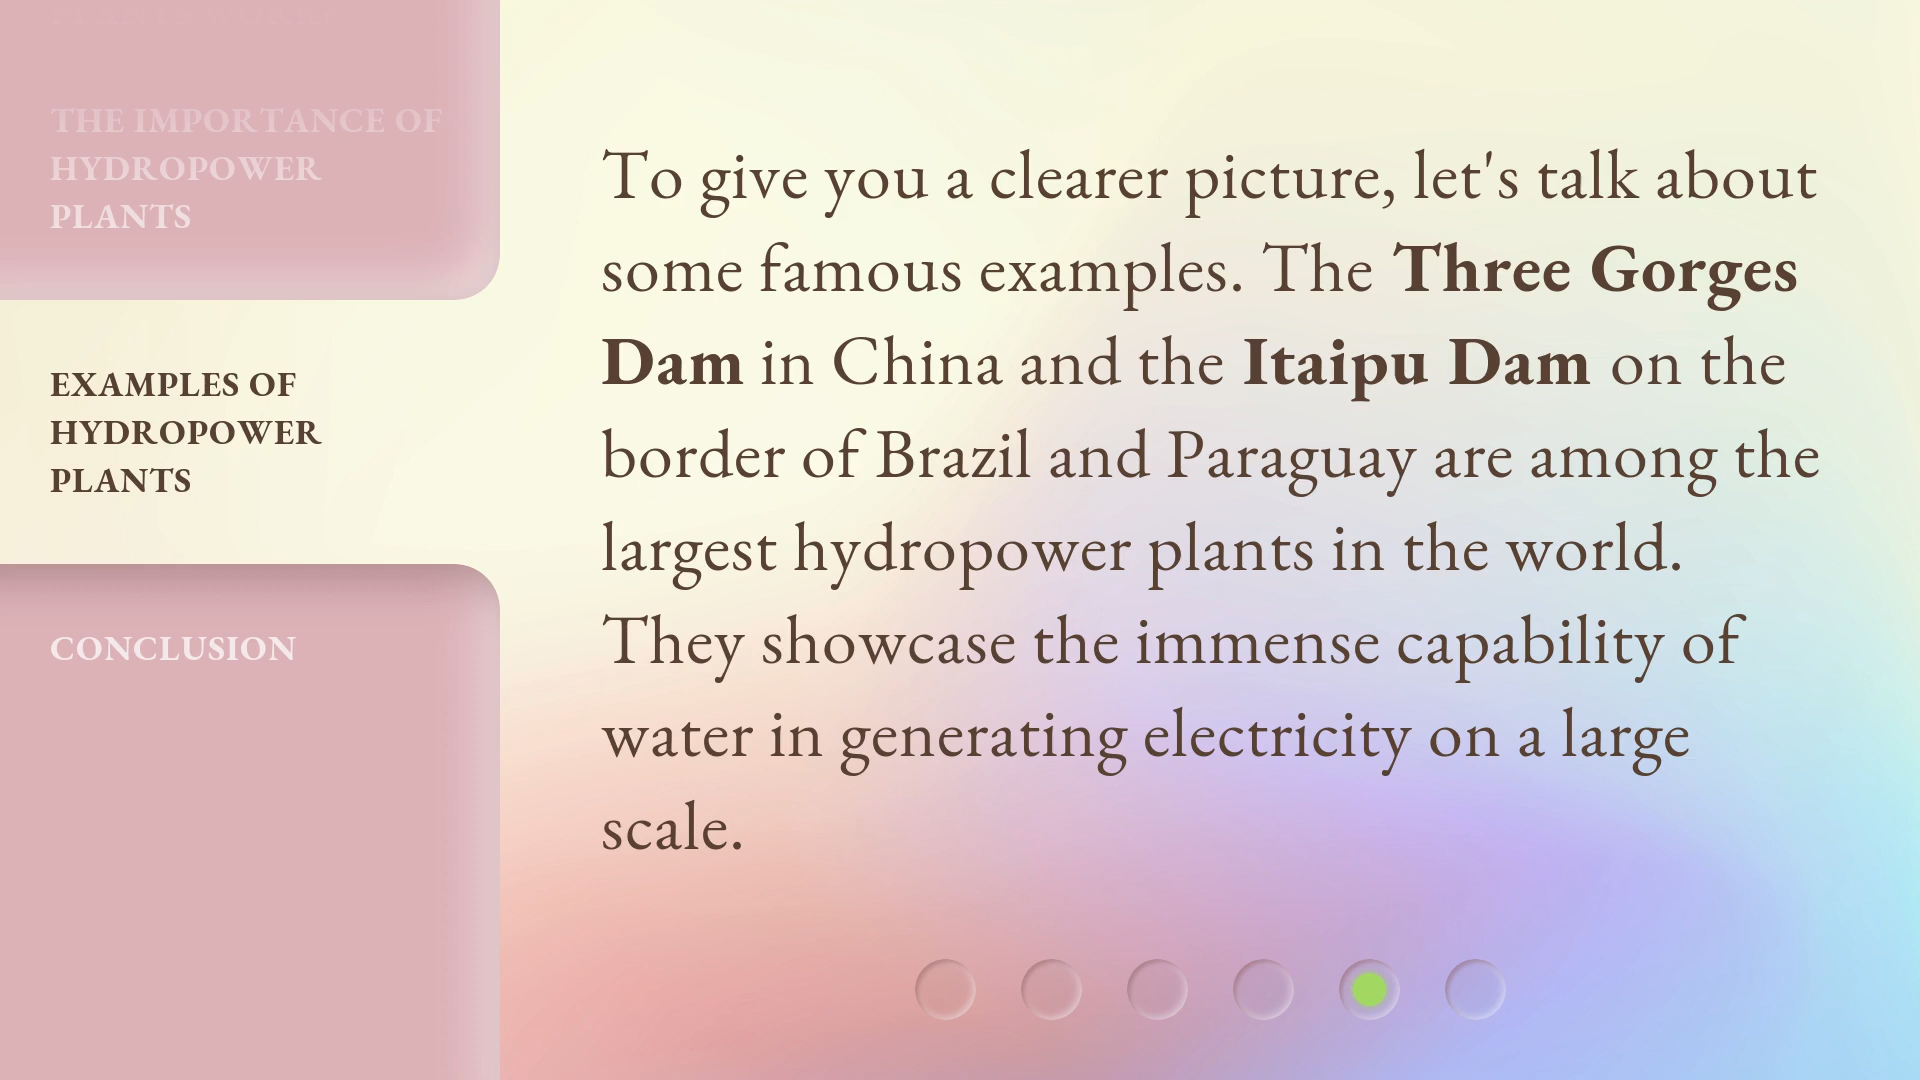 THE IMPORTANCE OF
HYDROPOWER
PLANTS
EXAMPLES OF
HYDROPOWER
PLANTS
CONCLUSION
To give you a clearer picture, let's talk about
some famous examples. The Three Gorges
Dam in China and the Itaipu Dam on the
border of Brazil and Paraguay are among the
largest hydropower plants in the world.
They showcase the immense capability of
water in generating electricity on a large
scale.